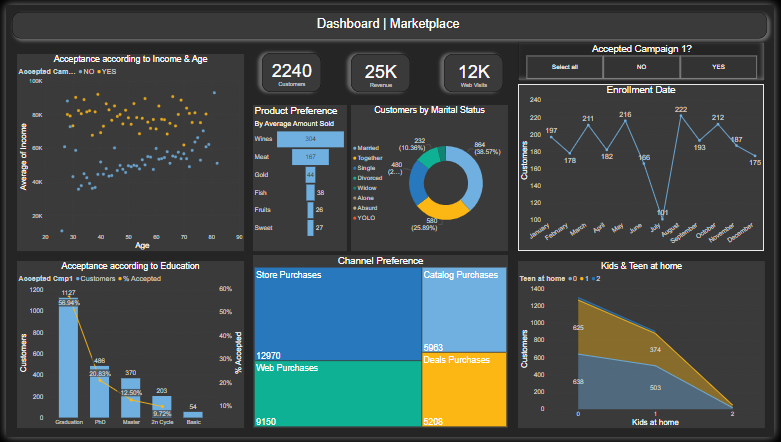 Dashboard | Marketplace
Acceptance according to Income & Age
Accepted Cam... NO YES
100K
80K
60K
40K
20K
Average of Income
20 30 40 50 60 70 80 90
Age
2240
Customers
25K
Revenue
12K
Web Visits
Accepted Campaign 1?
Select all NO YES
Product Preference
By Average Amount Sold
Wines 304
Meat 167
Gold 44
Fish 38
Fruits 26
Sweet 27
Customers by Marital Status
Married
Together
Single
Divorced
Widow
Alone
Absurd
YOLO
864
(38.57%)
580
(25.89%)
480
(2...)
232
(10.36%)
Enrollment Date
240
220
200
180
160
140
120
100
Customers
197 178 211 182 216 166 101 222 193 212 187 175
January February March April May June July August September October November December
Acceptance according to Education
Accepted Cmp1 Customers % Accepted
1200
1000
800
600
400
200
0
Customers
60%
50%
40%
30%
20%
10%
% Accepted
1127 486 370 203 54
56.94% 20.83% 12.50% 9.72%
Graduation PhD Master 2n Cycle Basic
Channel Preference
Store Purchases
12970
Catalog Purchases
5963
Web Purchases
9150
Deals Purchases
5208
Kids & Teen at home
Teen at home 0 1 2
1400
1200
1000
800
600
400
200
0
Customers
625
374
638
503
0 1 2
Kids at home